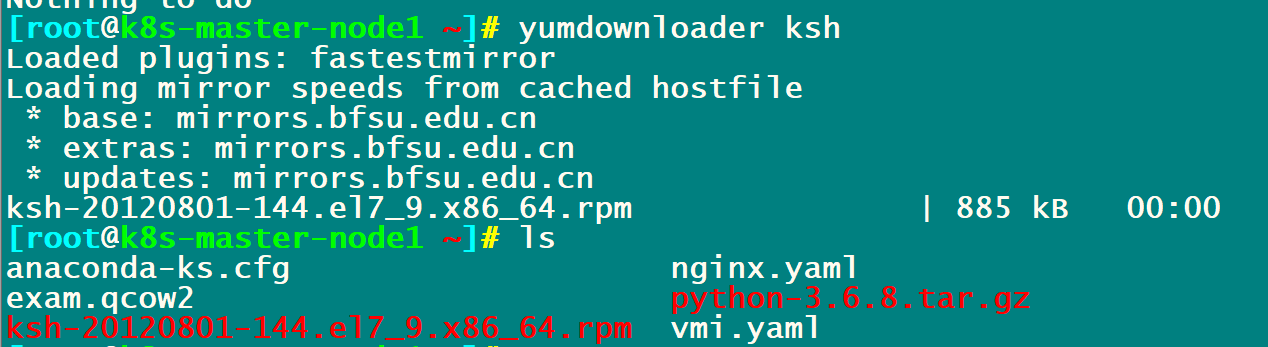 Nothing to do
[root@k8s-master-node1 ~]# yumdownloader ksh
Loaded plugins: fastestmirror
Loading mirror speeds from cached hostfile
 * base: mirrors.bfsu.edu.cn
 * extras: mirrors.bfsu.edu.cn
 * updates: mirrors.bfsu.edu.cn
ksh-20120801-144.el7_9.x86_64.rpm | 885 kB 00:00
[root@k8s-master-node1 ~]# ls
anaconda-ks.cfg nginx.yaml
exam.qcow2 python-3.6.8.tar.gz
ksh-20120801-144.el7_9.x86_64.rpm vmi.yaml